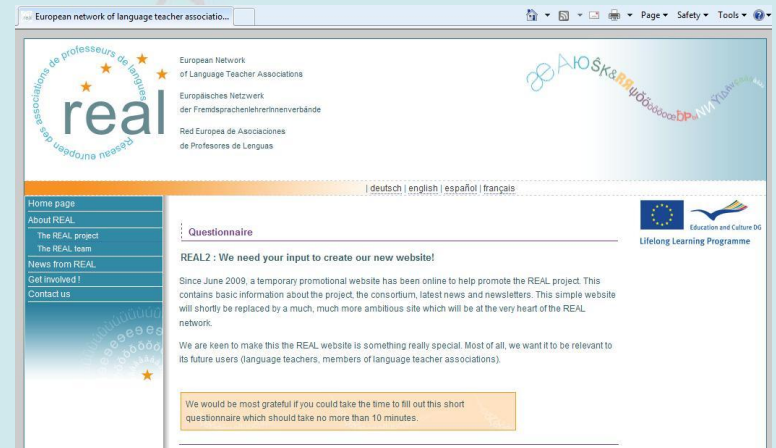 European network of language teacher associatio...
Page
Safety
Tools
Réseau européen des associations de professeurs de langues
real
European Network
of Language Teacher Associations
Europäisches Netzwerk
der FremdsprachenlehrerInnenverbände
Red Europea de Asociaciones
de Profesores de Lenguas
| deutsch | english | español | français
Home page
About REAL
The REAL project
The REAL team
News from REAL
Get involved !
Contact us
Education and Culture DG
Lifelong Learning Programme
Questionnaire
REAL2 : We need your input to create our new website!
Since June 2009, a temporary promotional website has been online to help promote the REAL project. This
contains basic information about the project, the consortium, latest news and newsletters. This simple website
will shortly be replaced by a much, much more ambitious site which will be at the very heart of the REAL
network.
We are keen to make this the REAL website is something really special. Most of all, we want it to be relevant to
its future users (language teachers, members of language teacher associations).
We would be most grateful if you could take the time to fill out this short
questionnaire which should take no more than 10 minutes.